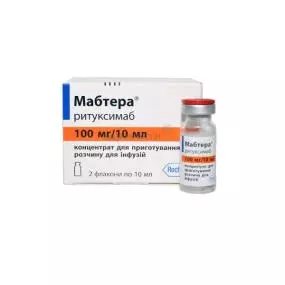 Мабтера®
ритуксимаб
100 мг/10 мл
концентрат для приготування
розчину для інфузій
2 флакони по 10 мл
Roche
Мабтера®
ритуксимаб
100 мг/10 мл